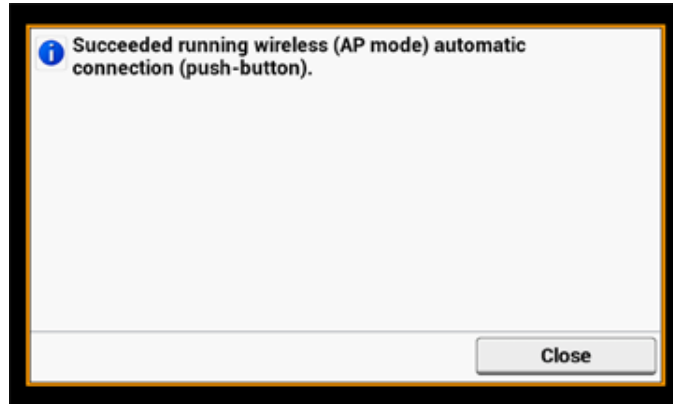 Succeeded running wireless (AP mode) automatic
connection (push-button).
Close